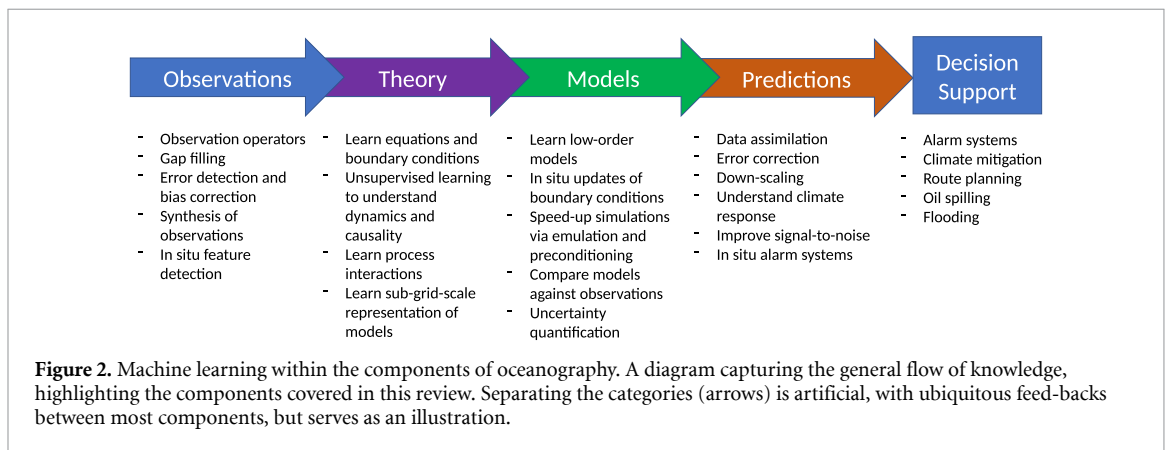 Observations
Theory
Models
Predictions
Decision
Support
- Observation operators
- Gap filling
- Error detection and
bias correction
- Synthesis of
observations
- In situ feature
detection
- Learn equations and
boundary conditions
- Unsupervised learning
to understand
dynamics and
causality
- Learn process
interactions
- Learn sub-grid-scale
representation of
models
- Learn low-order
models
- In situ updates of
boundary conditions
- Speed-up simulations
via emulation and
preconditioning
- Compare models
against observations
- Uncertainty
quantification
- Data assimilation
- Error correction
- Down-scaling
- Understand climate
response
- Improve signal-to-noise
- In situ alarm systems
- Alarm systems
- Climate mitigation
- Route planning
- Oil spilling
- Flooding
Figure 2. Machine learning within the components of oceanography. A diagram capturing the general flow of knowledge,
highlighting the components covered in this review. Separating the categories (arrows) is artificial, with ubiquitous feed-backs
between most components, but serves as an illustration.